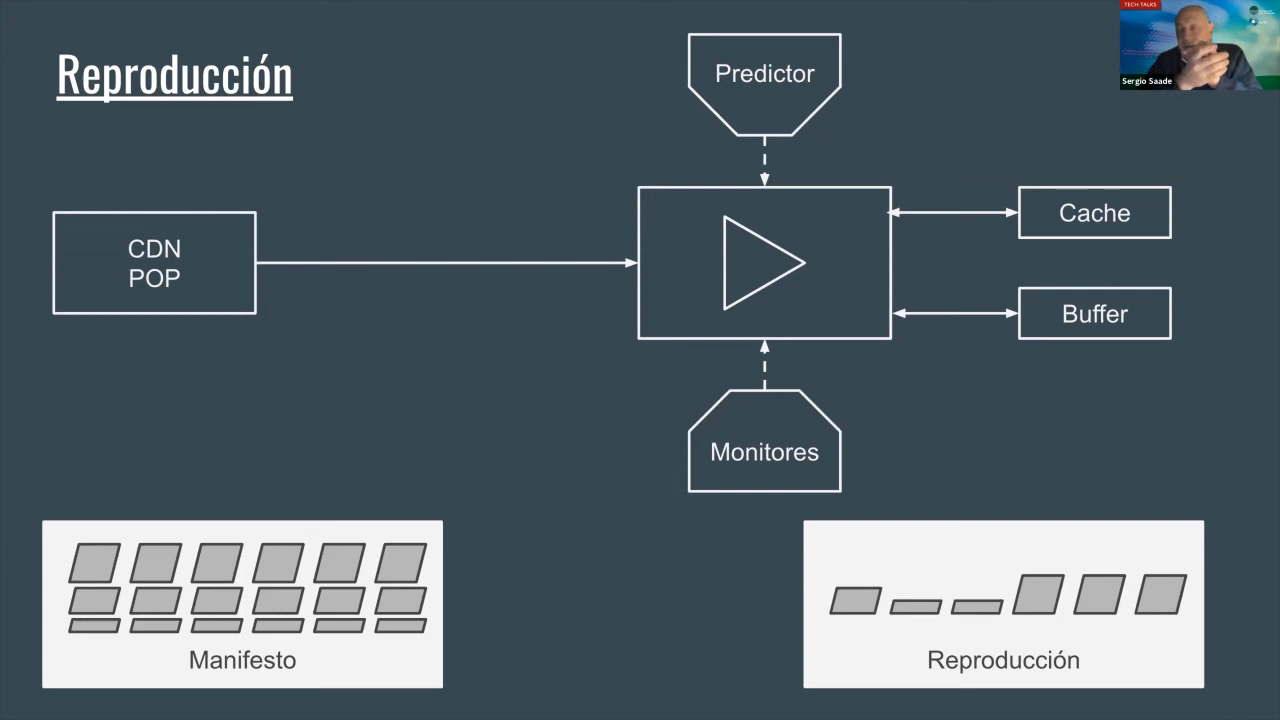 TECH TALKS
Sergio Saade
Reproducción
Predictor
CDN
POP
Cache
Buffer
Monitores
Manifesto
Reproducción